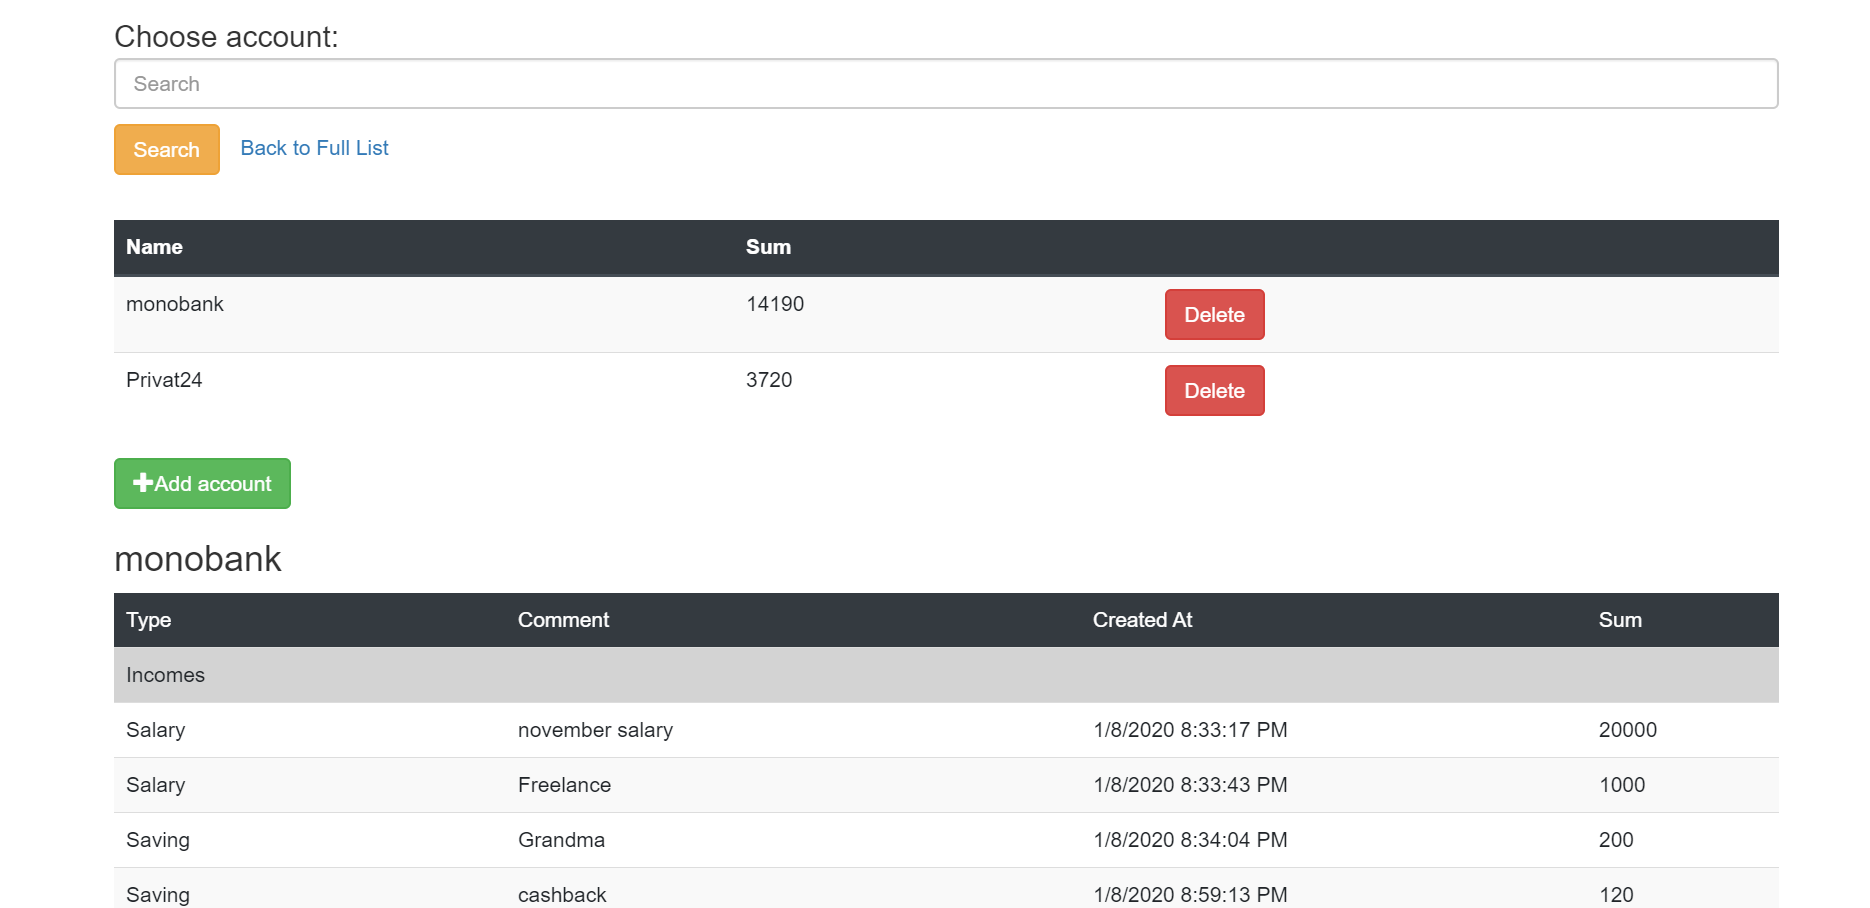 Choose account:
Search
Search Back to Full List
Name Sum
monobank 14190 Delete
Privat24 3720 Delete
Add account
monobank
Type Comment Created At Sum
Incomes
Salary november salary 1/8/2020 8:33:17 PM 20000
Salary Freelance 1/8/2020 8:33:43 PM 1000
Saving Grandma 1/8/2020 8:34:04 PM 200
Saving cashback 1/8/2020 8:59:13 PM 120